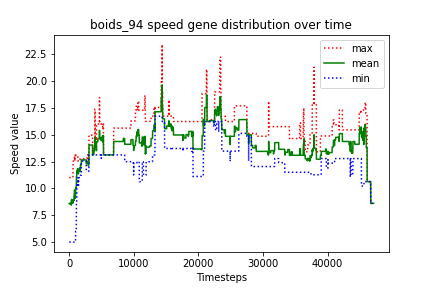 boids_94 speed gene distribution over time
max
mean
min
Speed value
22.5
20.0
17.5
15.0
12.5
10.0
7.5
5.0
0 10000 20000 30000 40000
Timesteps